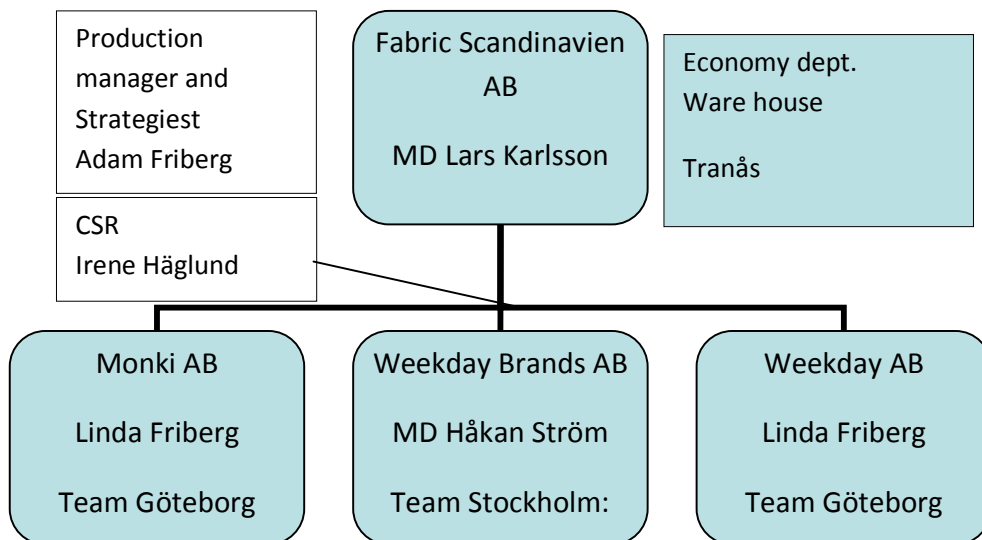 Production
manager and
Strategiest
Adam Friberg
Fabric Scandinavien
AB
MD Lars Karlsson
Economy dept.
Ware house
Tranås
CSR
Irene Häglund
Monki AB
Linda Friberg
Team Göteborg
Weekday Brands AB
MD Håkan Ström
Team Stockholm:
Weekday AB
Linda Friberg
Team Göteborg